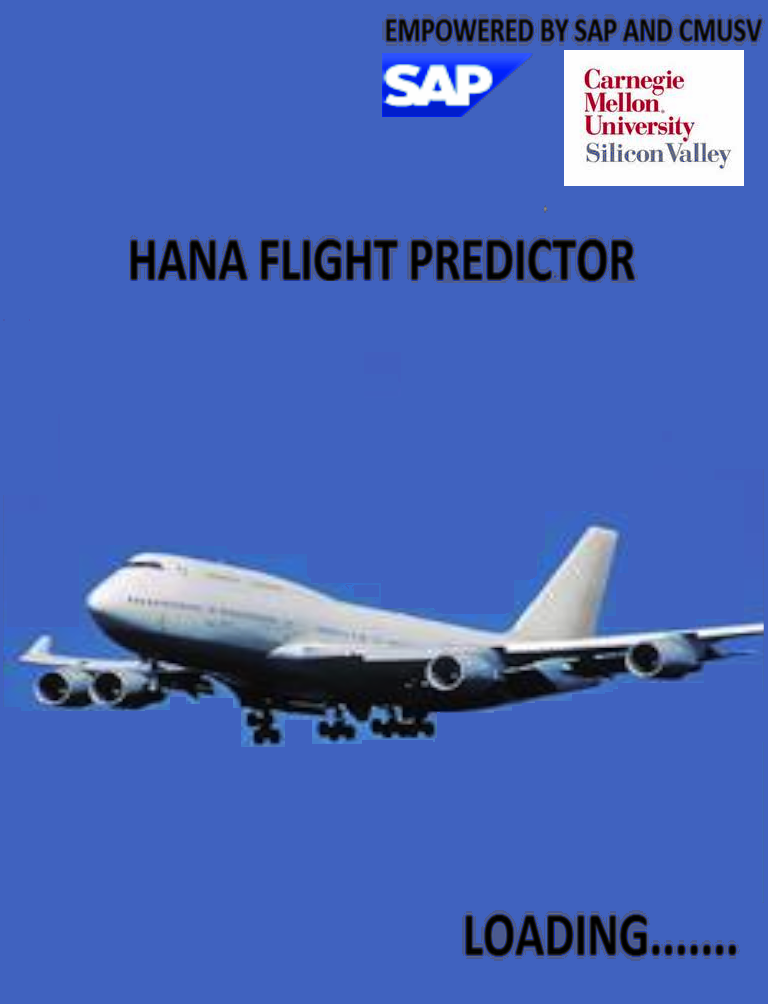 EMPOWERED BY SAP AND CMUSV
SAP
Carnegie
Mellon
University
Silicon Valley
HANA FLIGHT PREDICTOR
LOADING.......